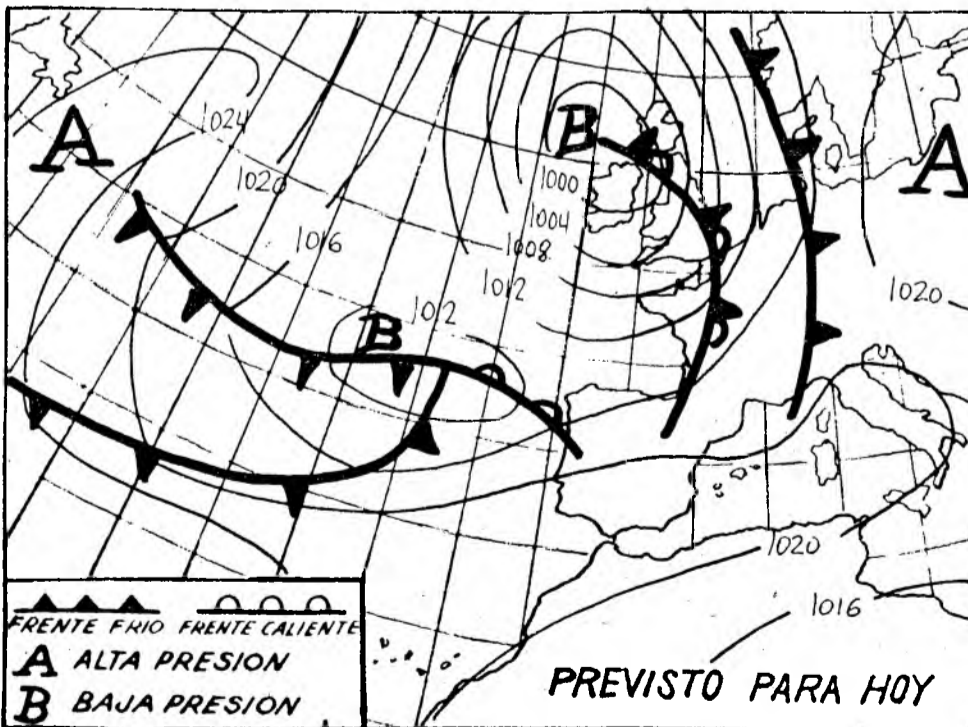 A
1024
1020
1016
B
1012
B
1000
1004
1008
1012
A
1020
1020
1016
FRENTE FRIO FRENTE CALIENTE
A ALTA PRESION
B BAJA PRESION
PREVISTO PARA HOY